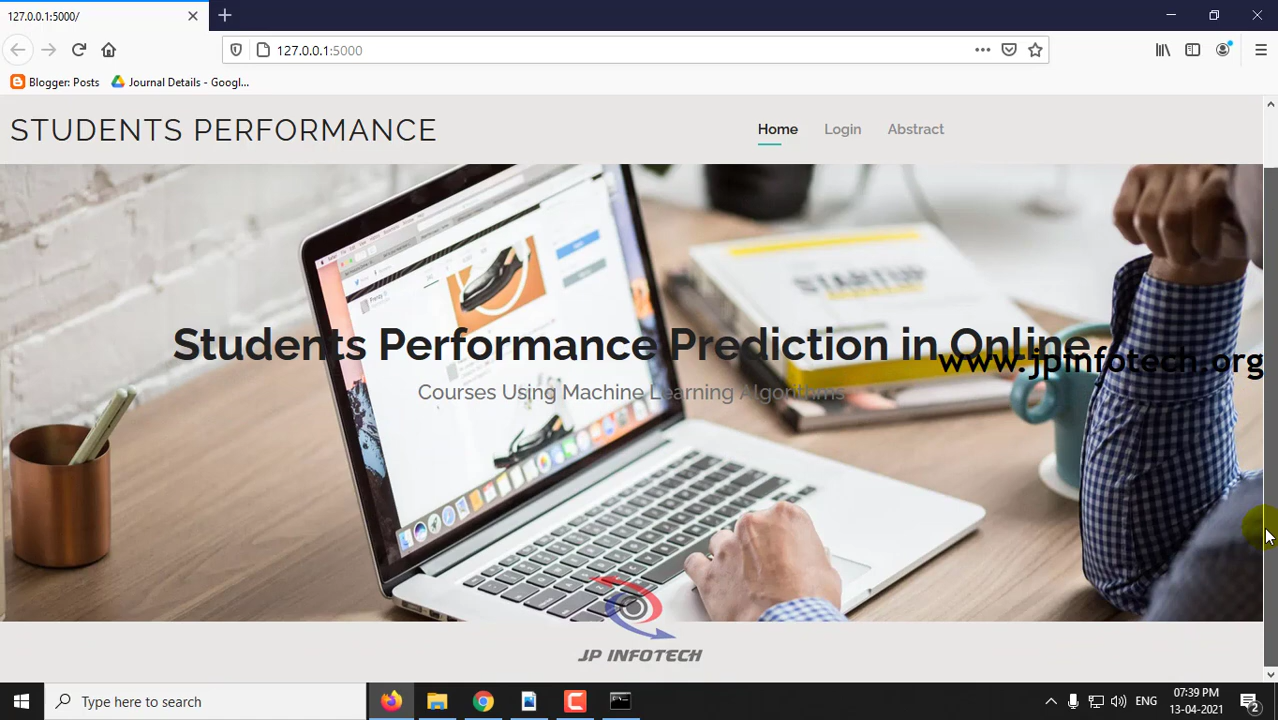 127.0.0.1:5000/
127.0.0.1:5000
Blogger: Posts
Journal Details - Googl...
STUDENTS PERFORMANCE
Home
Login
Abstract
STARTUP
Students Performance Prediction in Online
www.jpinfotech.org
Courses Using Machine Learning Algorithms
JP INFOTECH
Type here to search
ENG
07:39 PM
13-04-2021
2